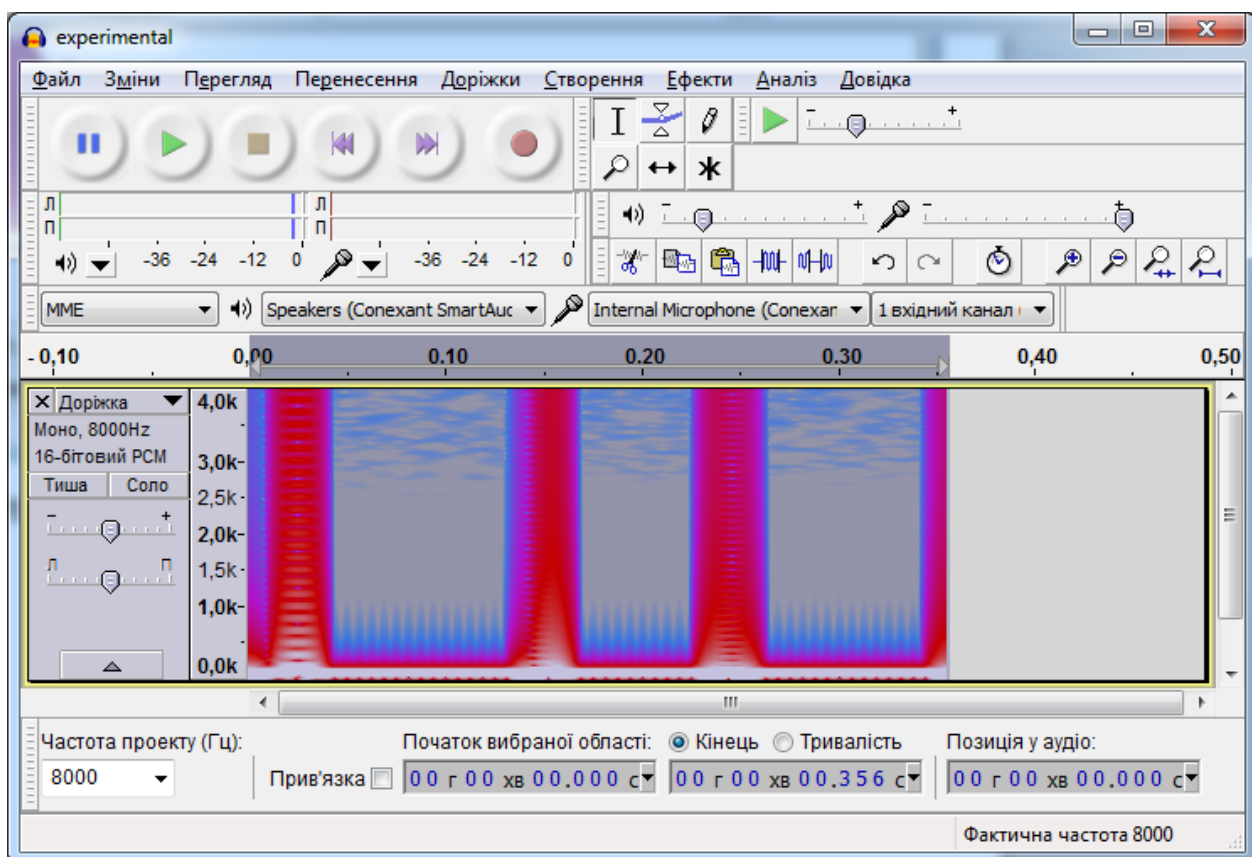 experimental
Файл Зміни Перегляд Перенесення Доріжки Створення Ефекти Аналіз Довідка
- +
Л Л
П П
- + - +
-36 -24 -12 0 -36 -24 -12 0
MME Speakers (Conexant SmartAuc Internal Microphone (Conexan 1 вхідний канал
- 0,10 0,00 0.10 0.20 0.30 0,40 0,50
X Доріжка 4,0k
Моно, 8000Hz
16-бітовий PCM 3,0k-
Тиша Соло 2,5k-
- + 2,0k-
Л П 1,5k-
1,0k-
0,0k
Частота проекту (Гц): Початок вибраної області: Кінець Тривалість Позиція у аудіо:
8000 Прив'язка 00 г 00 хв 00.000 с 00 г 00 хв 00.356 с 00 г 00 хв 00.000 с
Фактична частота 8000